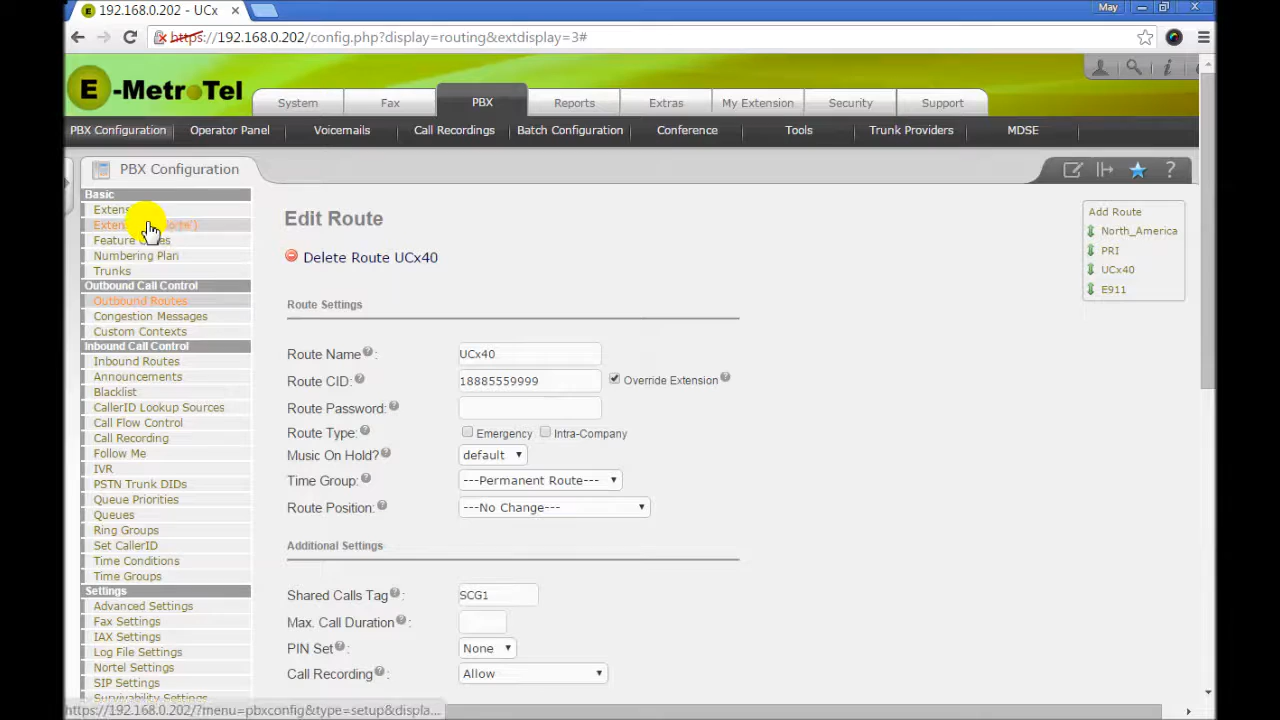 192.168.0.202 - UCx
May
https://192.168.0.202/config.php?display=routing&extdisplay=3#
E-MetroTel
System
Fax
PBX
Reports
Extras
My Extension
Security
Support
PBX Configuration
Operator Panel
Voicemails
Call Recordings
Batch Configuration
Conference
Tools
Trunk Providers
MDSE
PBX Configuration
Basic
Feature
Numbering Plan
Trunks
Outbound Call Control
Outbound Routes
Congestion Messages
Custom Contexts
Inbound Call Control
Inbound Routes
Announcements
Blacklist
CallerID Lookup Sources
Call Flow Control
Call Recording
Follow Me
IVR
PSTN Trunk DIDs
Queue Priorities
Queues
Ring Groups
Set CallerID
Time Conditions
Time Groups
Settings
Advanced Settings
Fax Settings
IAX Settings
Log File Settings
Nortel Settings
SIP Settings
Survivability Settings
https://192.168.0.202/?menu=pbxconfig&type=setup&displa...
Edit Route
Delete Route UCx40
Route Settings
Route Name: UCx40
Route CID: 18885559999 Override Extension
Route Password:
Route Type: Emergency Intra-Company
Music On Hold? default
Time Group: ---Permanent Route---
Route Position: ---No Change---
Additional Settings
Shared Calls Tag: SCG1
Max. Call Duration:
PIN Set: None
Call Recording: Allow
Add Route
North_America
PRI
UCx40
E911